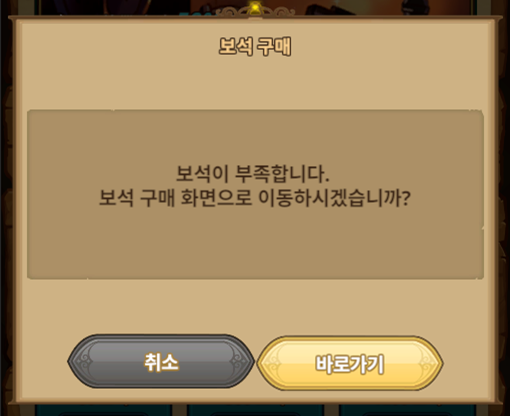 보석 구매
보석이 부족합니다.
보석 구매 화면으로 이동하시겠습니까?
취소
바로가기